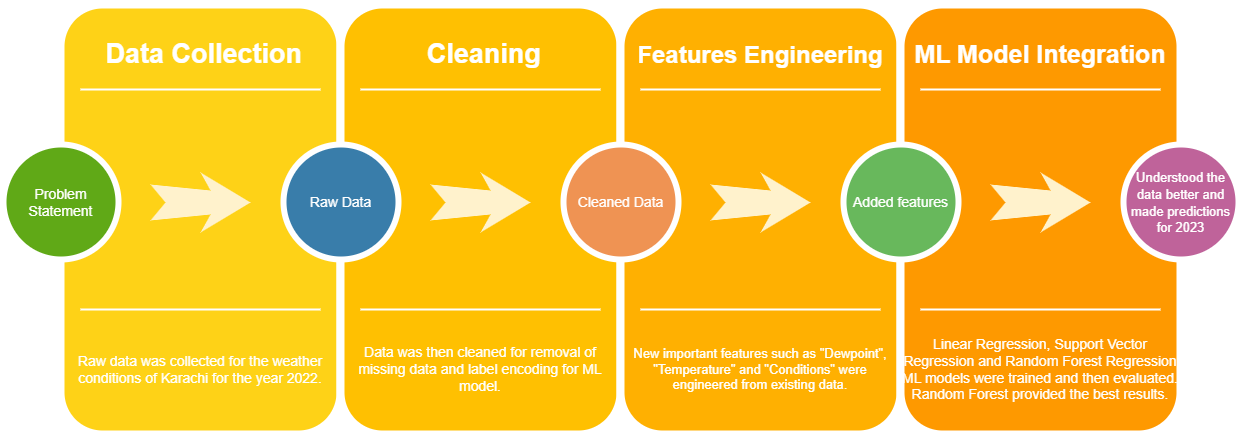 Data Collection
Cleaning
Features Engineering
ML Model Integration
Problem
Statement
Raw Data
Cleaned Data
Added features
Understood the
data better and
made predictions
for 2023
Raw data was collected for the weather
conditions of Karachi for the year 2022.
Data was then cleaned for removal of
missing data and label encoding for ML
model.
New important features such as "Dewpoint",
"Temperature" and "Conditions" were
engineered from existing data.
Linear Regression, Support Vector
Regression and Random Forest Regression
ML models were trained and then evaluated.
Random Forest provided the best results.